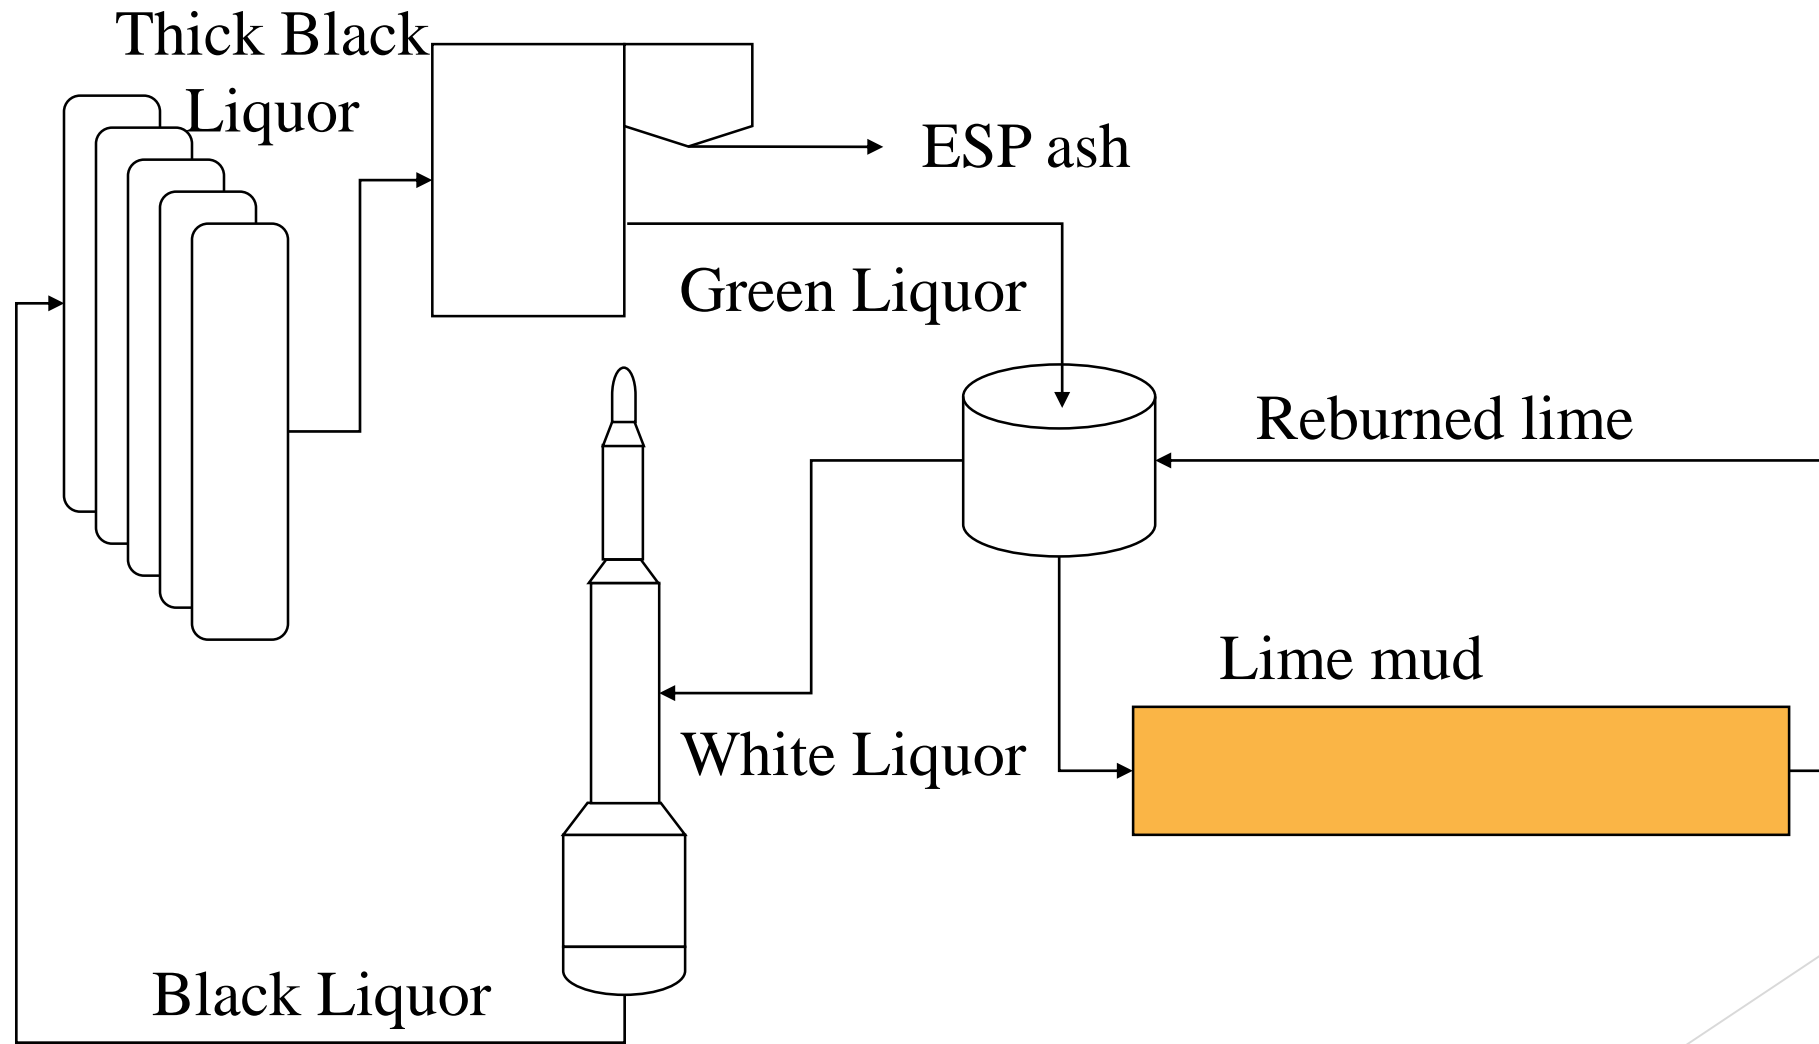 Thick Black
Liquor
ESP ash
Green Liquor
Reburned lime
Lime mud
White Liquor
Black Liquor